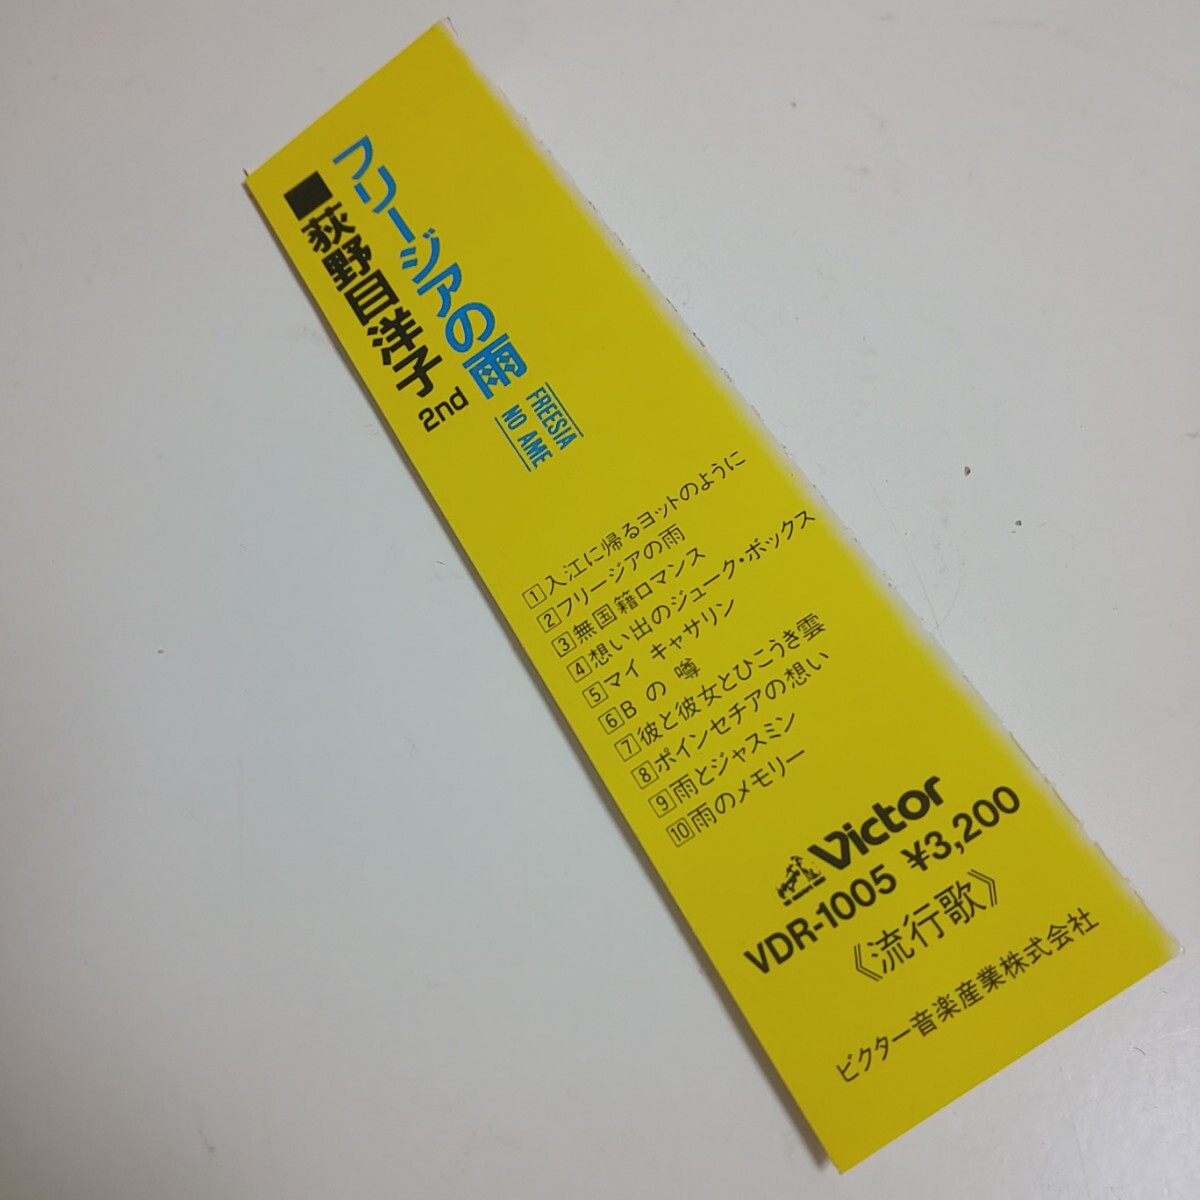 フリージアの雨
FREESIA
NO AME
■荻野目洋子 2nd
1 入江に帰るヨットのように
2 フリージアの雨
3 無国籍ロマンス
4 想い出のジューク・ボックス
5 マイ キャサリン
6 Bの噂
7 彼と彼女とひこうき雲
8 ポインセチアの想い
9 雨とジャスミン
10 雨のメモリー
Victor
VDR-1005 ¥3,200
《流行歌》
ビクター音楽産業株式会社